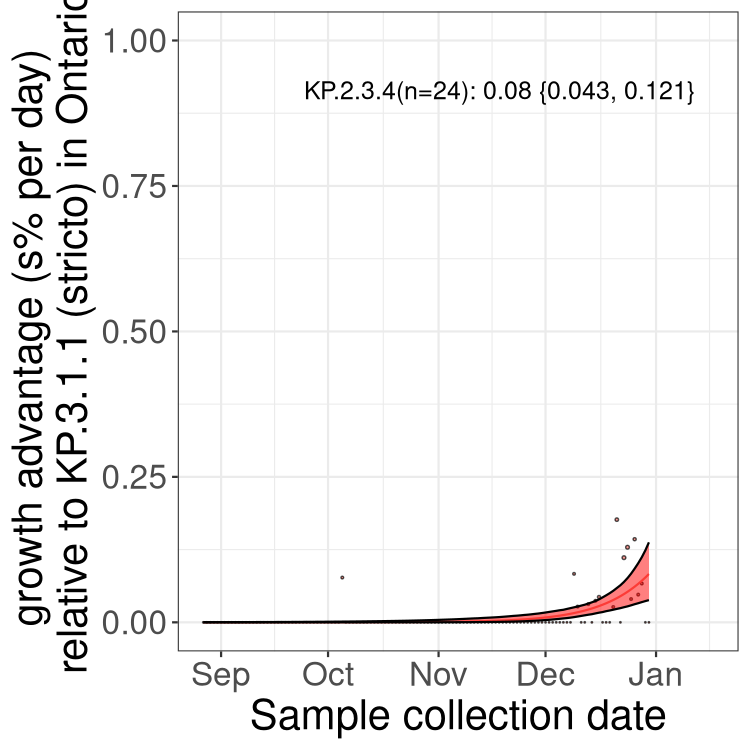 growth advantage (s% per day)
relative to KP.3.1.1 (stricto) in Ontario
1.00
0.75
0.50
0.25
0.00
KP.2.3.4(n=24): 0.08 {0.043, 0.121}
Sep Oct Nov Dec Jan
Sample collection date